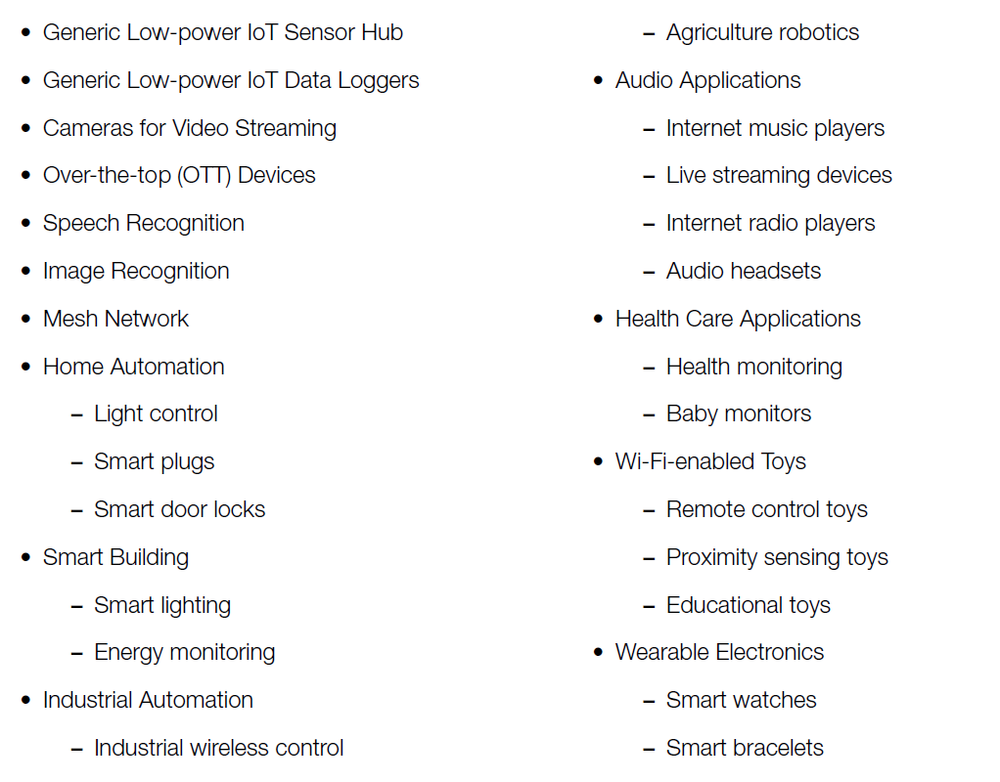 • Generic Low-power IoT Sensor Hub
• Generic Low-power IoT Data Loggers
• Cameras for Video Streaming
• Over-the-top (OTT) Devices
• Speech Recognition
• Image Recognition
• Mesh Network
• Home Automation
– Light control
– Smart plugs
– Smart door locks
• Smart Building
– Smart lighting
– Energy monitoring
• Industrial Automation
– Industrial wireless control
– Agriculture robotics
• Audio Applications
– Internet music players
– Live streaming devices
– Internet radio players
– Audio headsets
• Health Care Applications
– Health monitoring
– Baby monitors
• Wi-Fi-enabled Toys
– Remote control toys
– Proximity sensing toys
– Educational toys
• Wearable Electronics
– Smart watches
– Smart bracelets